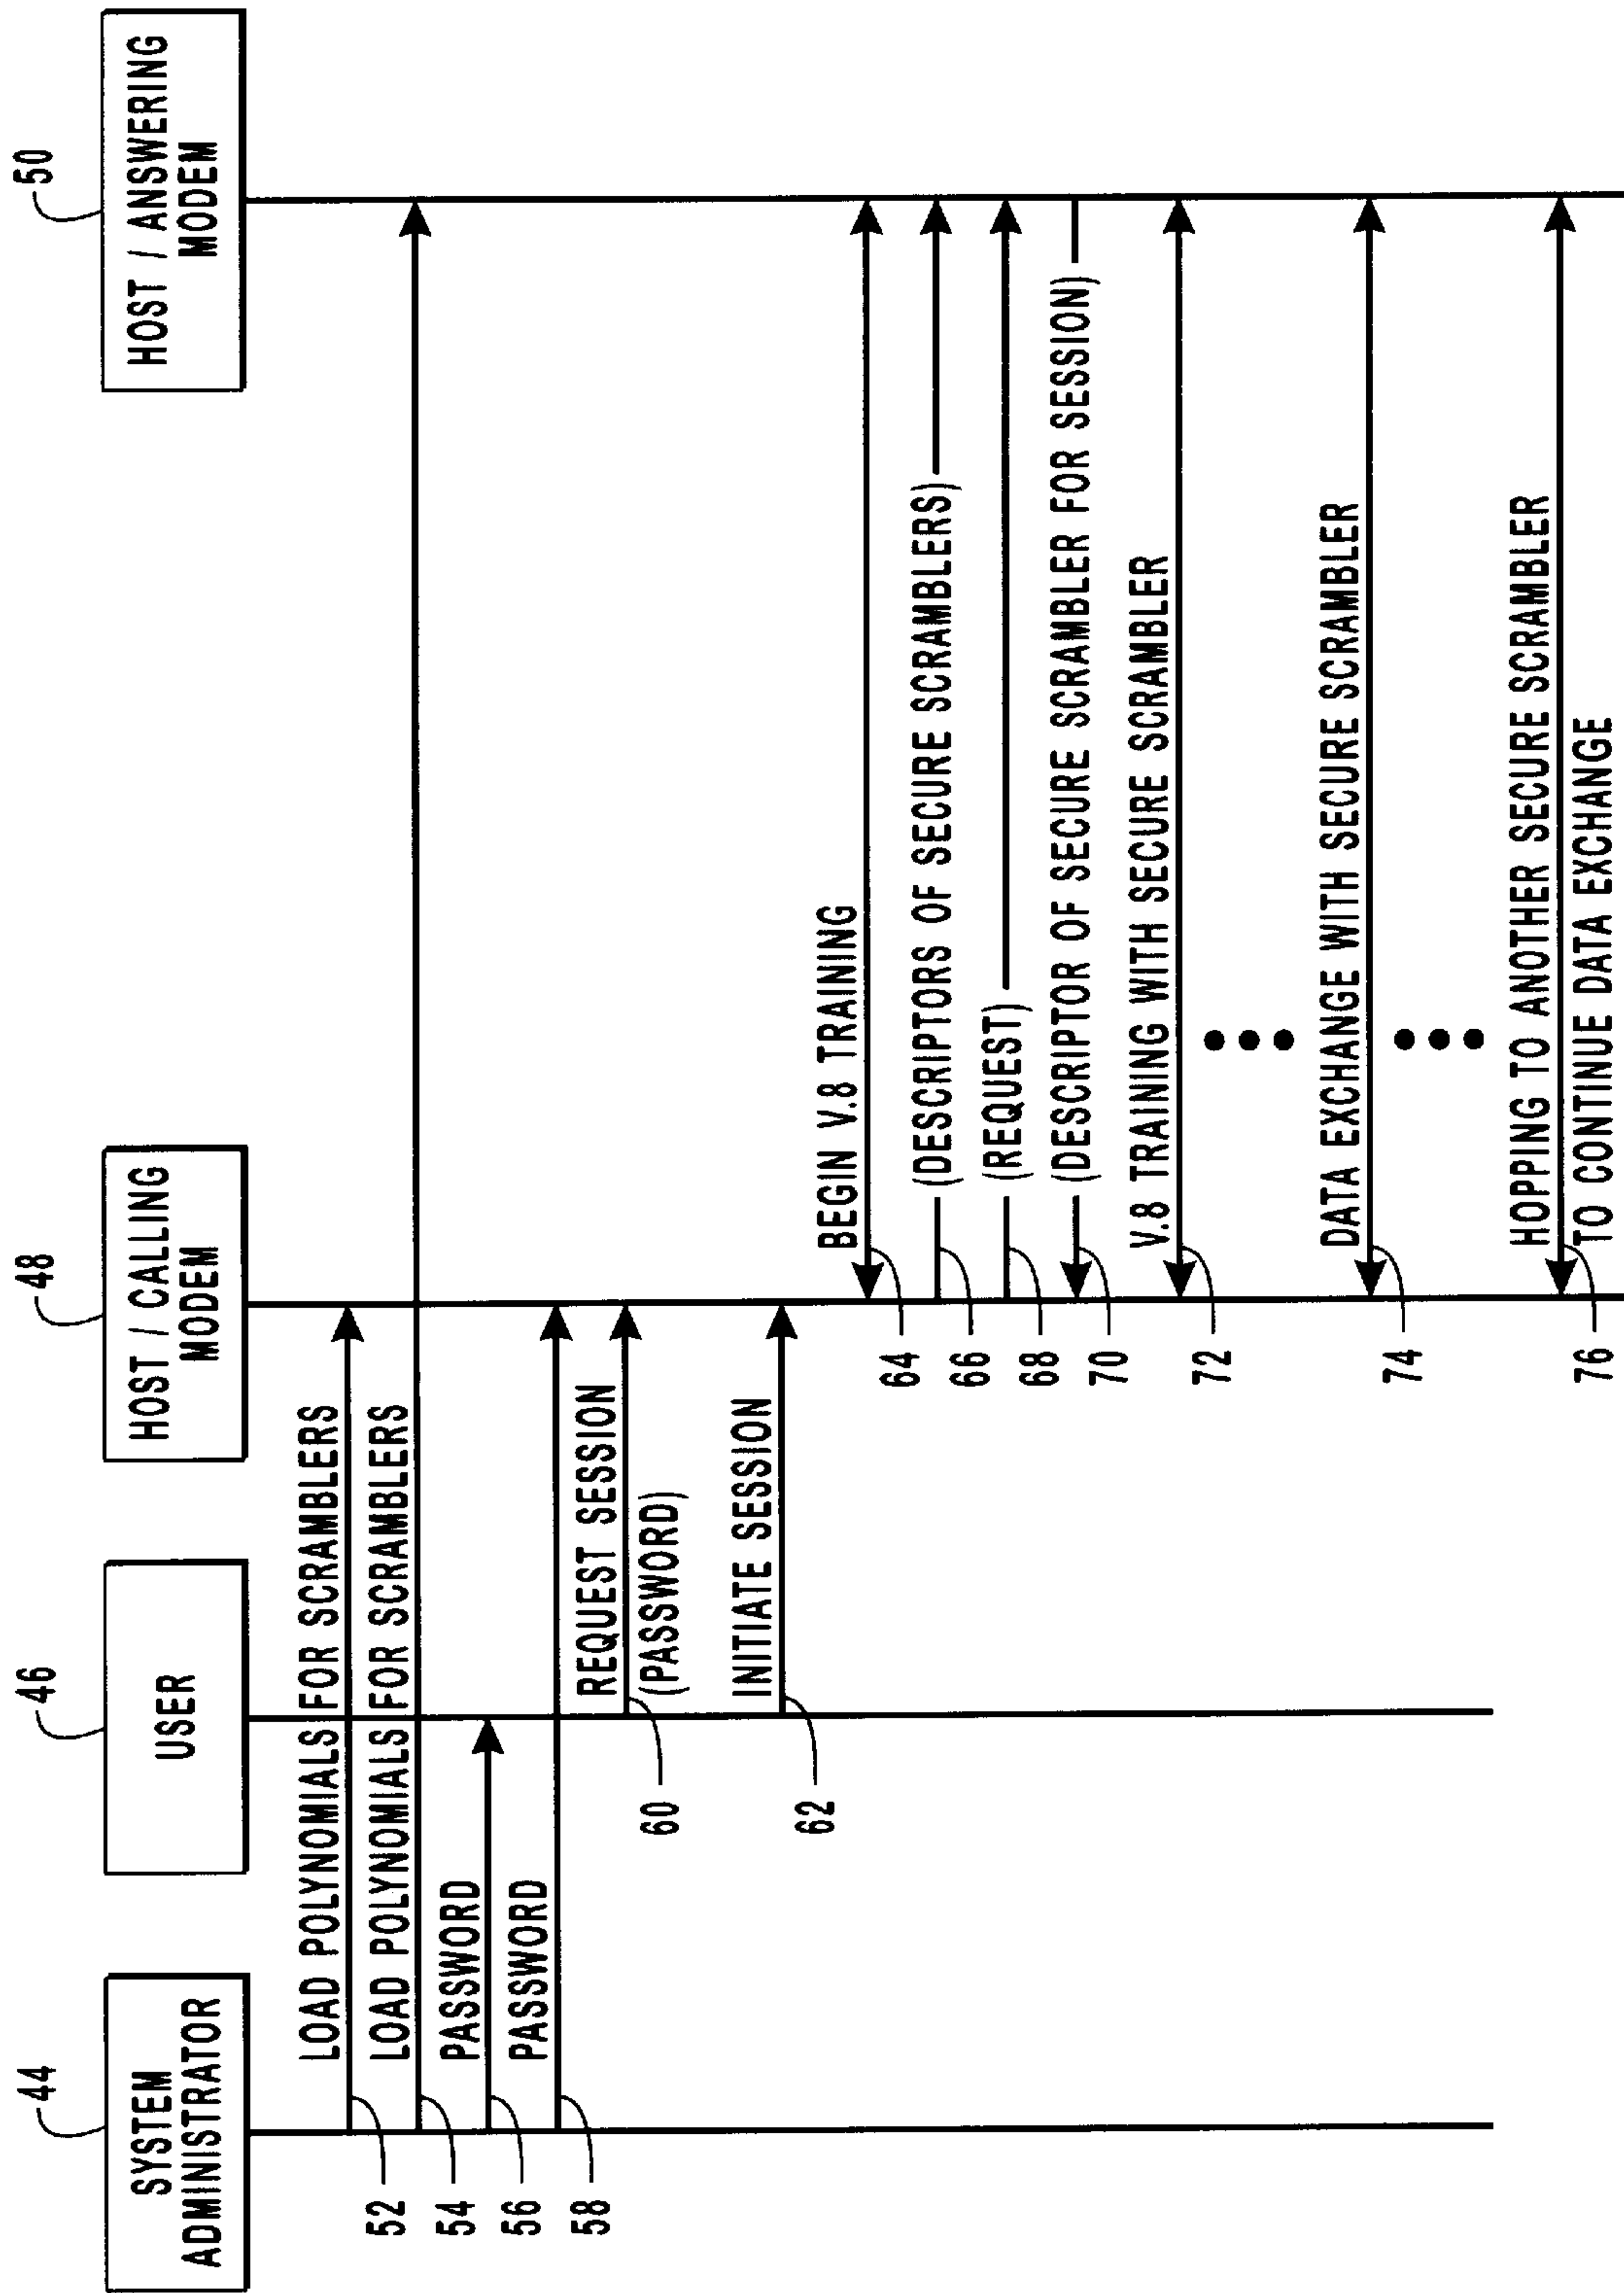 44
SYSTEM
ADMINISTRATOR
46
USER
48
HOST / CALLING
MODEM
50
HOST / ANSWERING
MODEM
LOAD POLYNOMIALS FOR SCRAMBLERS
52
LOAD POLYNOMIALS FOR SCRAMBLERS
54
PASSWORD
56
PASSWORD
58
REQUEST SESSION
(PASSWORD)
60
INITIATE SESSION
62
BEGIN V.8 TRAINING
64
(DESCRIPTORS OF SECURE SCRAMBLERS)
66
(REQUEST)
68
(DESCRIPTOR OF SECURE SCRAMBLER FOR SESSION)
70
V.8 TRAINING WITH SECURE SCRAMBLER
72
DATA EXCHANGE WITH SECURE SCRAMBLER
74
HOPPING TO ANOTHER SECURE SCRAMBLER
TO CONTINUE DATA EXCHANGE
76